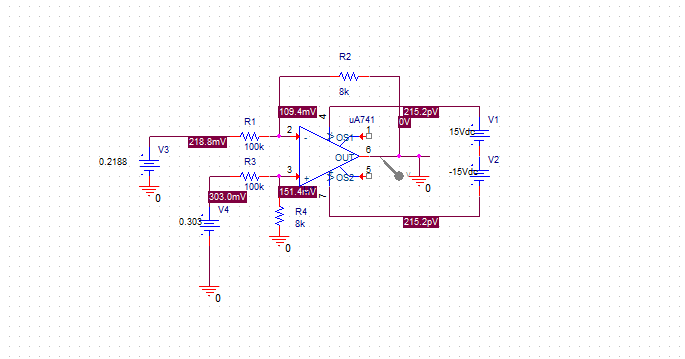 R2
8k
109.4mV
4
uA741
1
215.2pV
0V
V1
R1
2
-
OS1
15Vdc
218.8mV
100k
V3
OUT
6
0.2188
R3
3
+
OS2
5
V2
-15Vdc
0
100k
151.4mV
7
0
303.0mV
V4
R4
0.303
8k
215.2pV
0
0